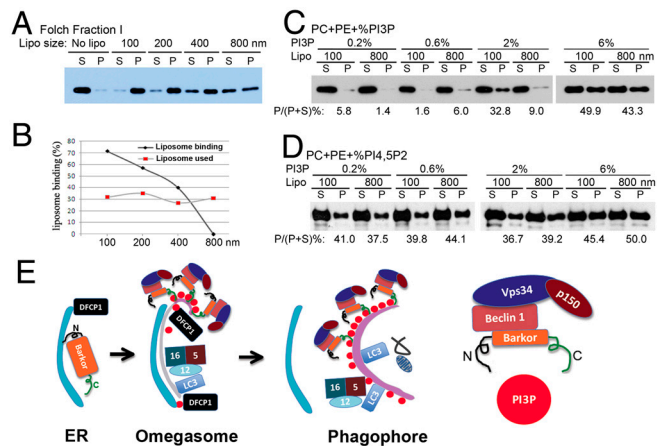 A
Folch Fraction I
Lipo size: No lipo 100 200 400 800 nm
S P S P S P S P S P
B
80
70
60
50
40
30
20
10
0
liposome binding (%)
Liposome binding
Liposome used
100 200 400 800 nm
C
PC+PE+%PI3P
PI3P 0.2% 0.6% 2% 6%
Lipo 100 800 100 800 100 800 100 800 nm
S P S P S P S P S P S P S P S P
P/(P+S)%: 5.8 1.4 1.6 6.0 32.8 9.0 49.9 43.3
D
PC+PE+%PI4,5P2
PI3P 0.2% 0.6% 2% 6%
Lipo 100 800 100 800 100 800 100 800 nm
S P S P S P S P S P S P S P S P
P/(P+S)%: 41.0 37.5 39.8 44.1 36.7 39.2 45.4 50.0
E
DFCP1
N
Barkor
C
ER
DFCP1
16 5
12
LC3
DFCP1
Omegasome
LC3
16 5
12
LC3
Phagophore
Vps34
p150
Beclin 1
Barkor
N
C
PI3P